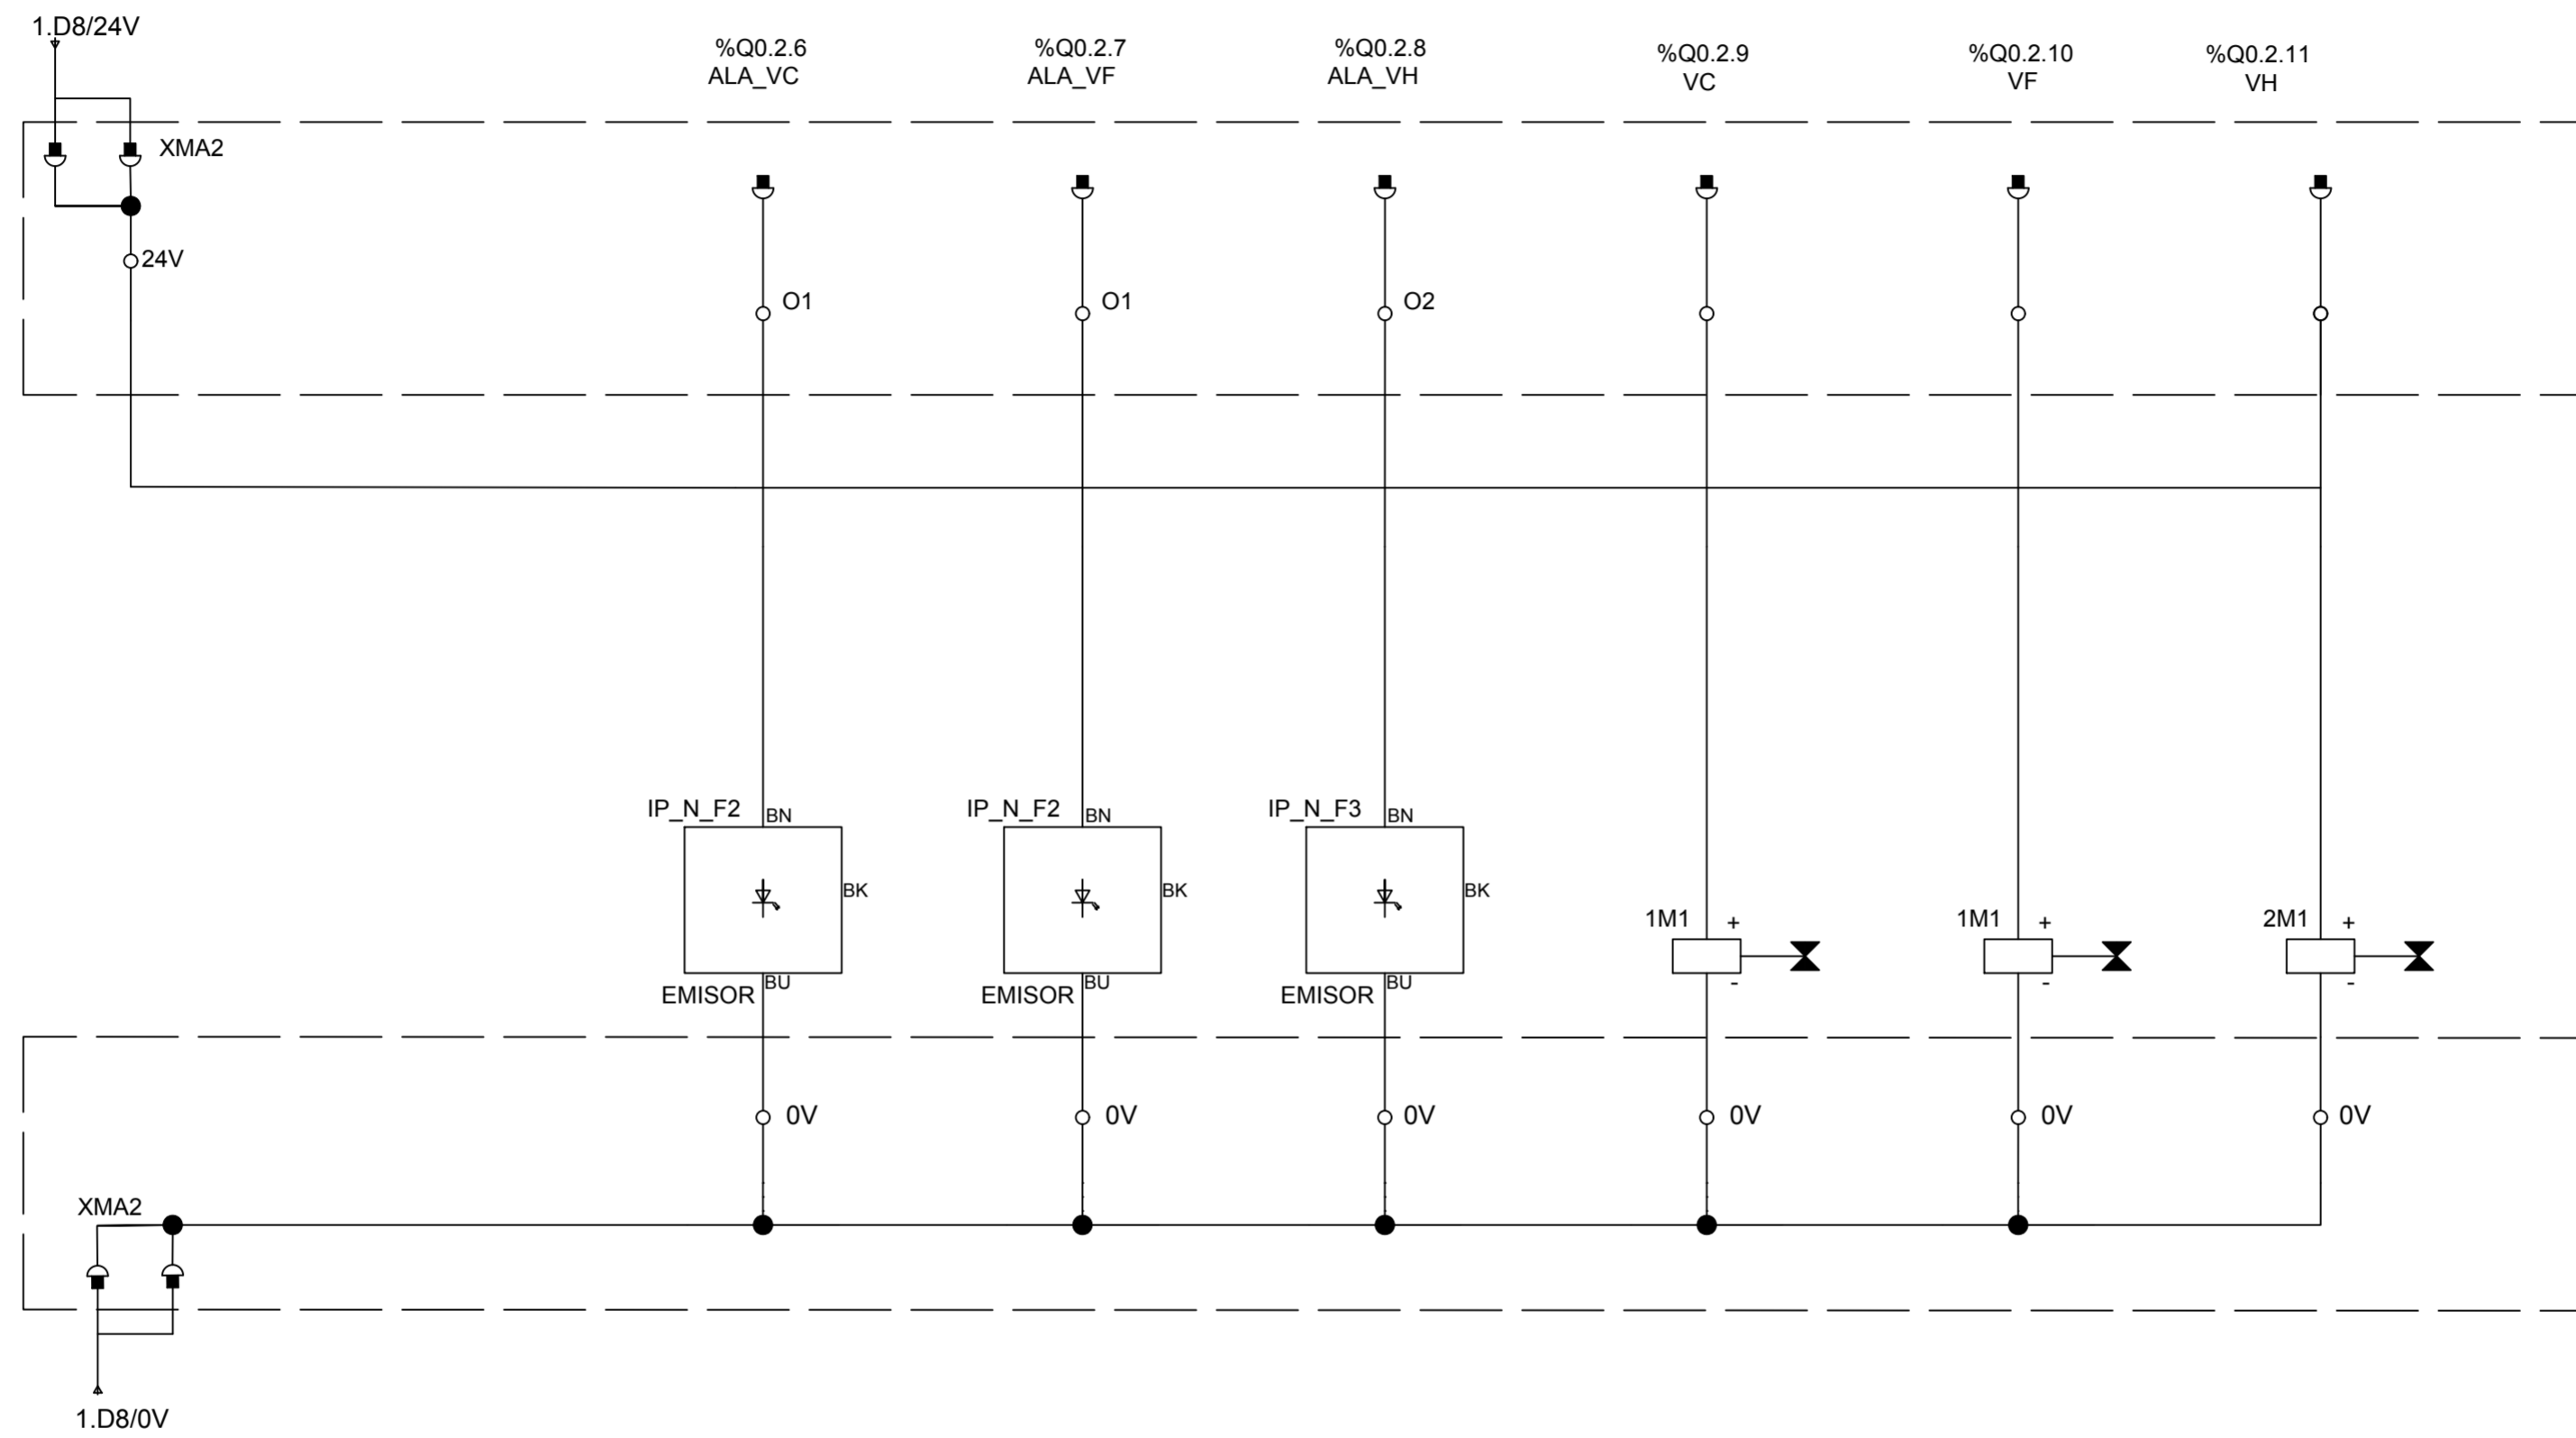 1.D8/24V
%Q0.2.6
ALA_VC
%Q0.2.7
ALA_VF
%Q0.2.8
ALA_VH
%Q0.2.9
VC
%Q0.2.10
VF
%Q0.2.11
VH
XMA2
24V
O1
O1
O2
IP_N_F2
BN
IP_N_F2
BN
IP_N_F3
BN
BK
BK
BK
1M1
+
1M1
+
2M1
+
EMISOR
BU
EMISOR
BU
EMISOR
BU
-
-
-
0V
0V
0V
0V
0V
0V
XMA2
1.D8/0V